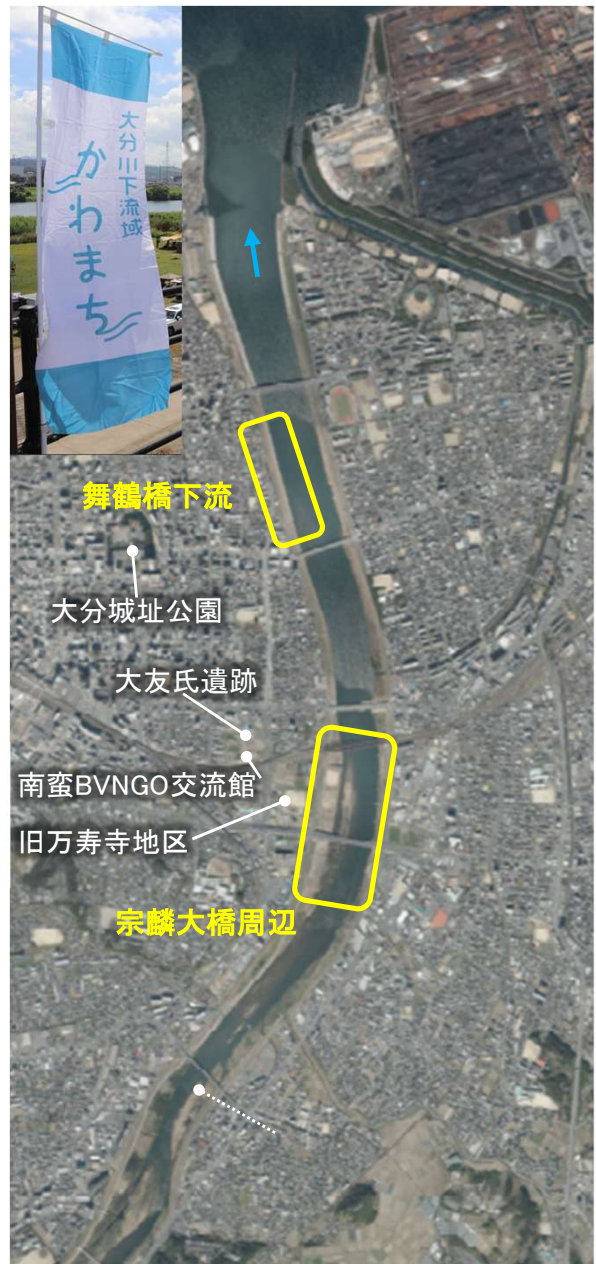 大分川下流域
かわまち
舞鶴橋下流
大分城址公園
大友氏遺跡
南蛮BVNGO交流館
旧万寿寺地区
宗麟大橋周辺